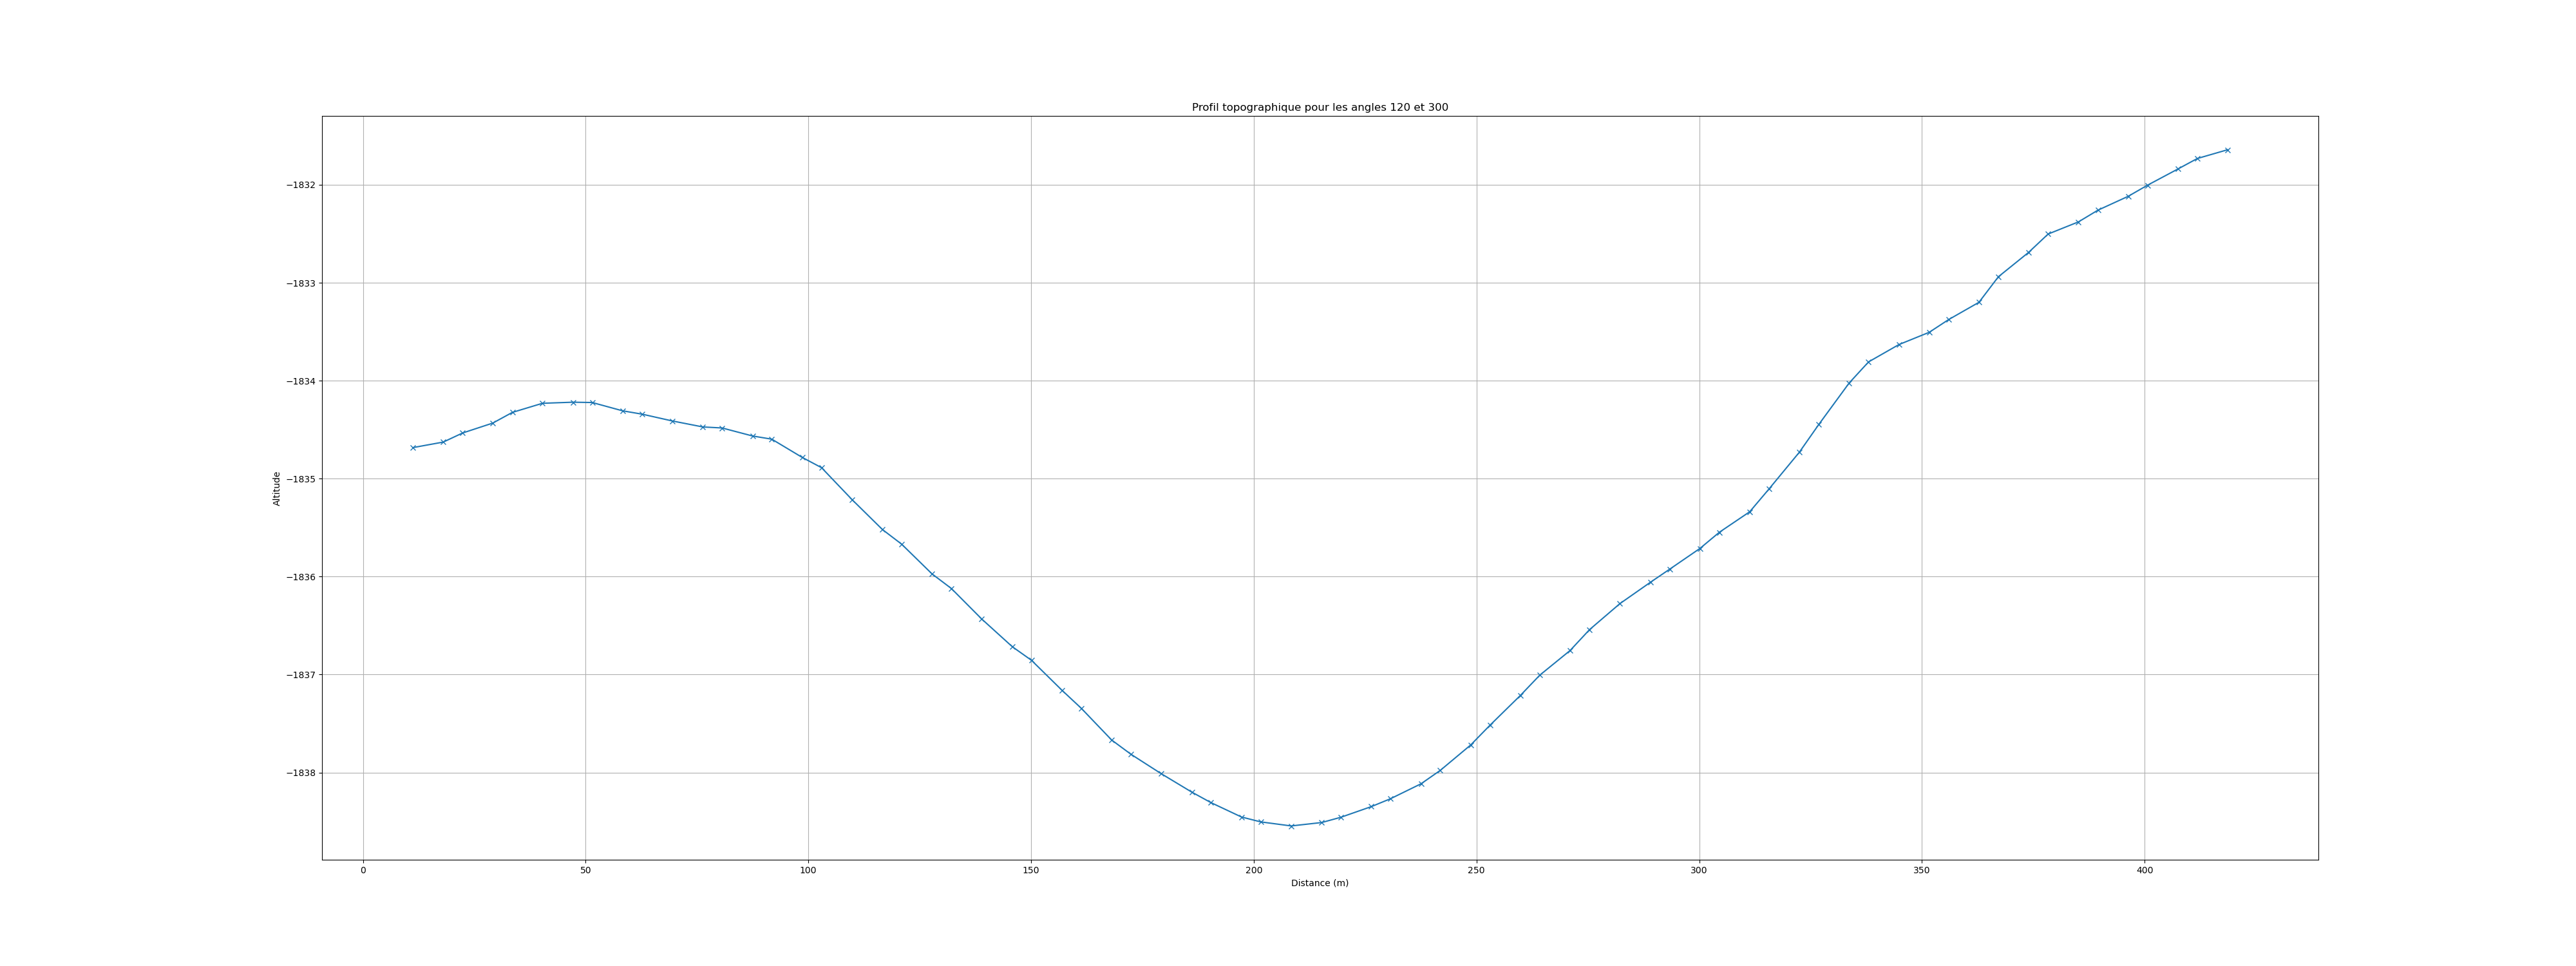 Profil topographique pour les angles 120 et 300
Altitude
−1832
−1833
−1834
−1835
−1836
−1837
−1838
0 50 100 150 200 250 300 350 400
Distance (m)